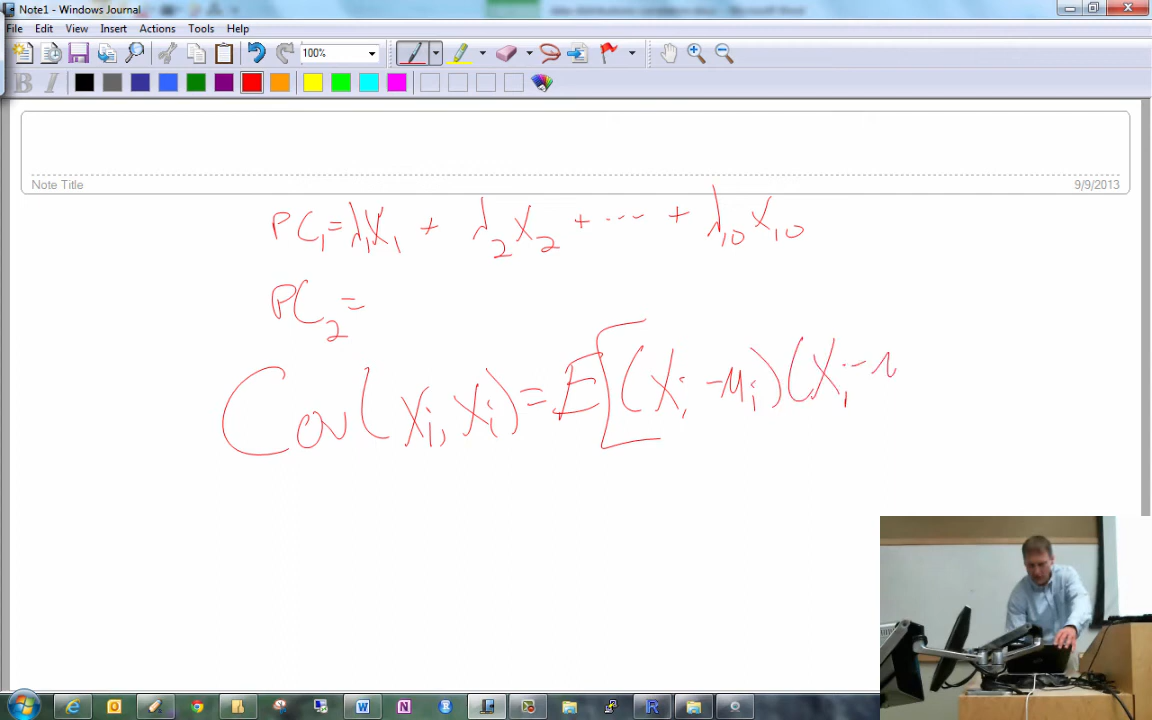 Note1 - Windows Journal
File Edit View Insert Actions Tools Help
100%
B I
Note Title 9/9/2013
PC₁ = λ₁X₁ + λ₂X₂ + ... + λ₁₀X₁₀
PC₂ =
Cov(Xᵢ, Xᵢ) = E[(Xᵢ - μᵢ)(Xᵢ - μ